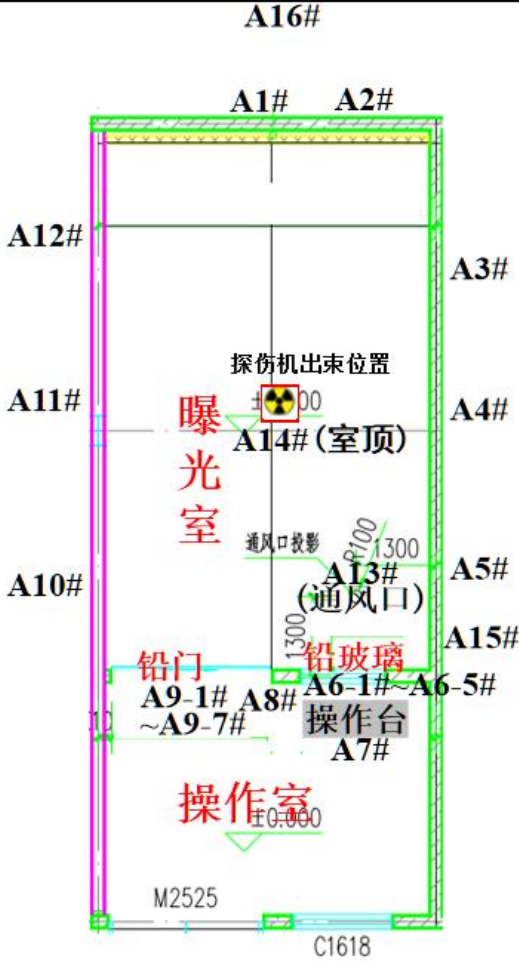 A16#
A1# A2#
A12#
A3#
探伤机出束位置
A11#
曝光室
A4#
A14#(室顶)
通风口投影
R100
1300
A13#
A5#
(通风口)
A10#
1300
A15#
铅门
铅玻璃
A9-1#
~A9-7#
A8#
A6-1#~A6-5#
操作台
A7#
操作室
±0.000
M2525
C1618